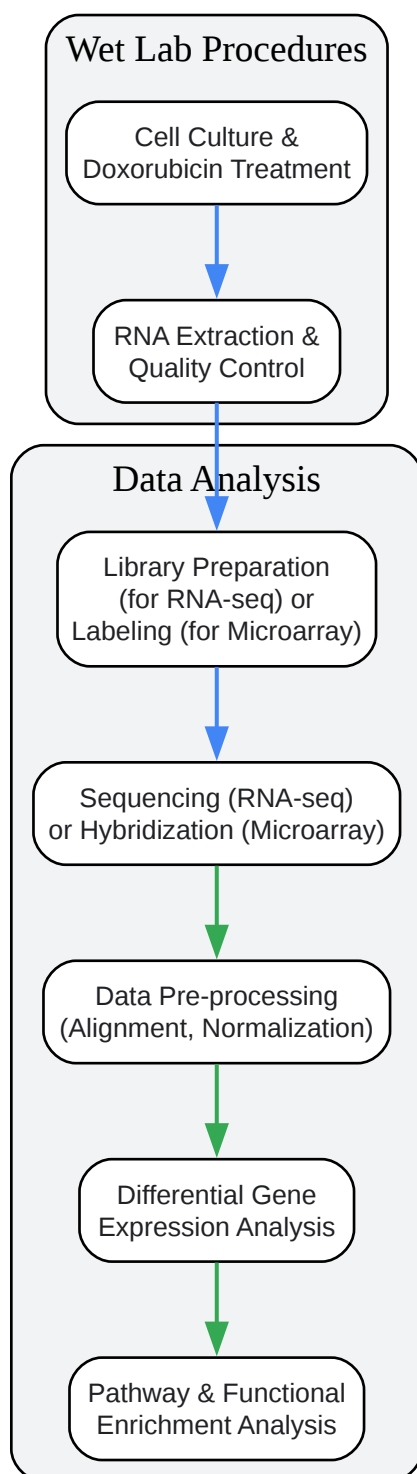 Wet Lab Procedures
Cell Culture &
Doxorubicin Treatment
RNA Extraction &
Quality Control
Data Analysis
Library Preparation
(for RNA-seq) or
Labeling (for Microarray)
Sequencing (RNA-seq)
or Hybridization (Microarray)
Data Pre-processing
(Alignment, Normalization)
Differential Gene
Expression Analysis
Pathway & Functional
Enrichment Analysis